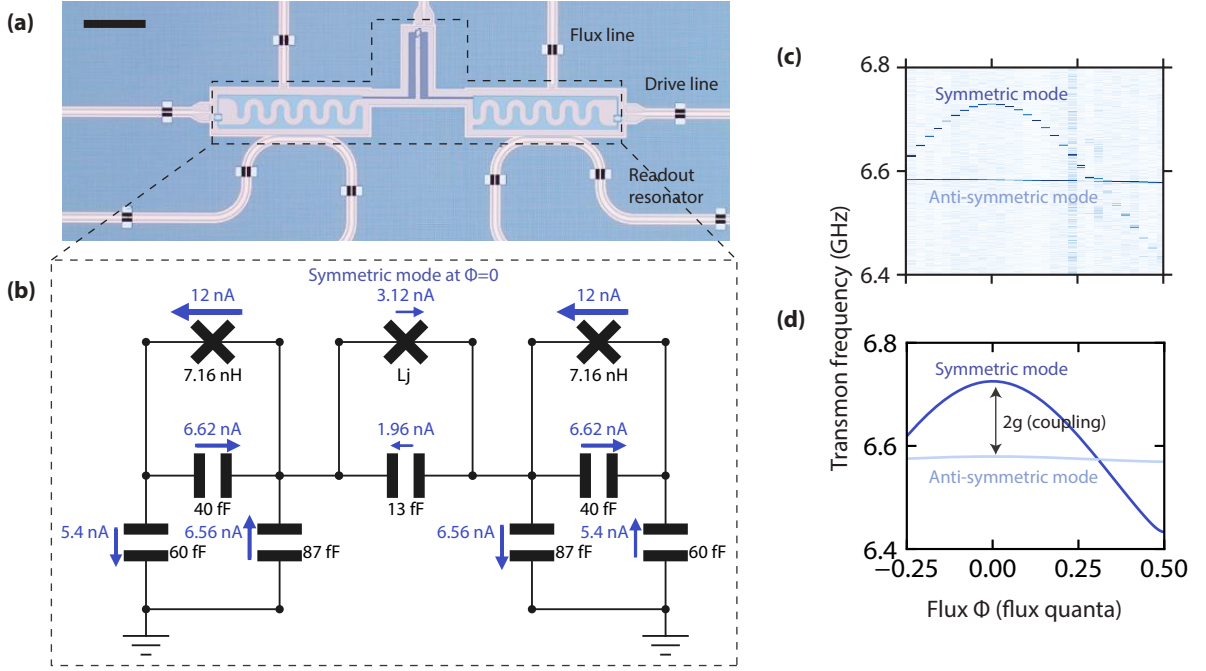 (a)
Flux line
Drive line
Readout
resonator
(b)
Symmetric mode at Φ=0
12 nA
3.12 nA
12 nA
7.16 nH
Lj
7.16 nH
6.62 nA
1.96 nA
6.62 nA
40 fF
13 fF
40 fF
5.4 nA
6.56 nA
6.56 nA
5.4 nA
60 fF
87 fF
87 fF
60 fF
(c)
6.8
Symmetric mode
6.6
Anti-symmetric mode
6.4
(d)
6.8
Symmetric mode
2g (coupling)
6.6
Anti-symmetric mode
6.4
−0.25
0.00
0.25
0.50
Flux Φ (flux quanta)
Transmon frequency (GHz)